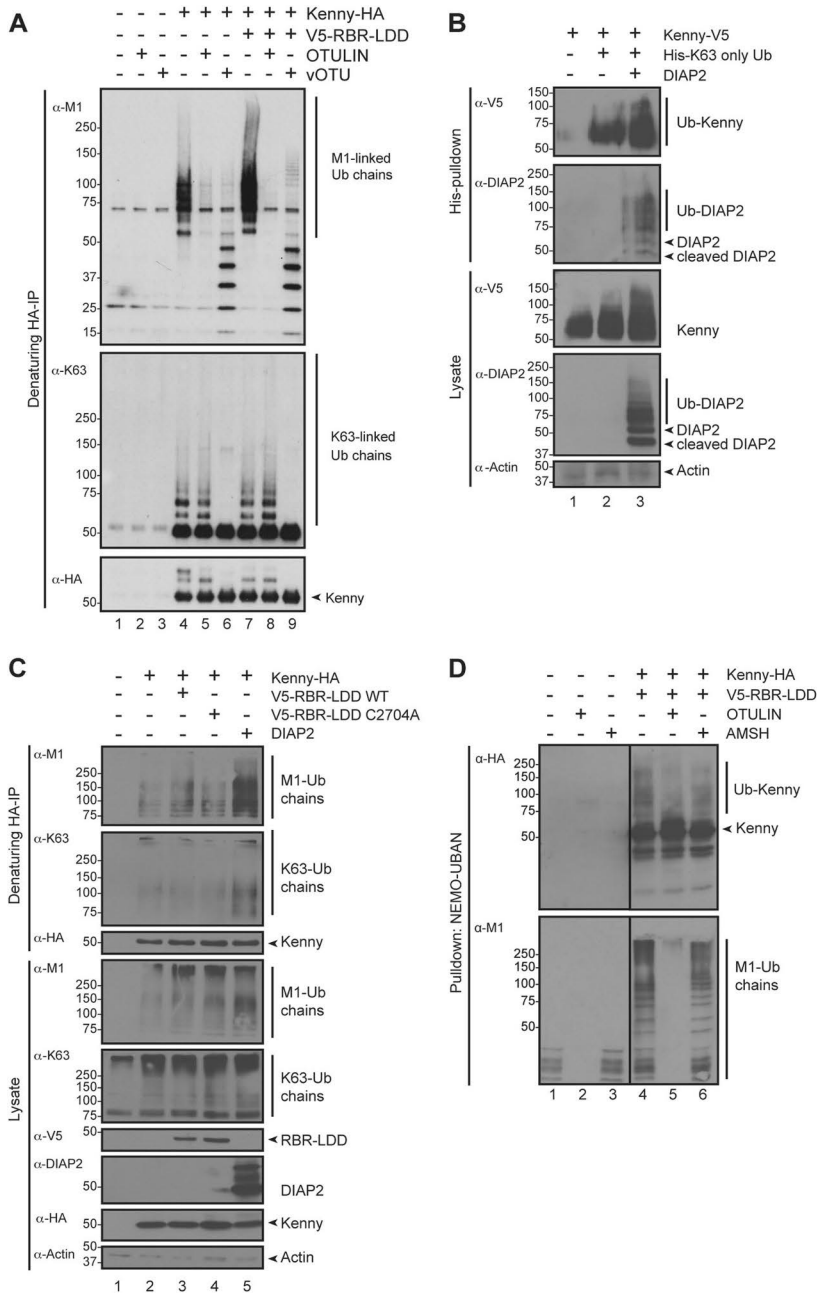 A
- - - + + + + + + Kenny-HA
- - - - - - + + + V5-RBR-LDD
- + - - + - - + - OTULIN
- - + - - + - - + vOTU
Denaturing HA-IP
α-M1
250
150
100
75
50
37
25
15
M1-linked
Ub chains
α-K63
250
150
100
75
50
K63-linked
Ub chains
α-HA
50
Kenny
1 2 3 4 5 6 7 8 9
B
+ + + Kenny-V5
- + + His-K63 only Ub
- - + DIAP2
His-pulldown
α-V5
150
100
75
50
Ub-Kenny
α-DIAP2
250
150
100
75
50
Ub-DIAP2
DIAP2
cleaved DIAP2
Lysate
α-V5
150
100
75
50
Kenny
α-DIAP2
250
150
100
75
50
37
Ub-DIAP2
DIAP2
cleaved DIAP2
α-Actin
50
37
Actin
1 2 3
C
- + + + + Kenny-HA
- - + - - V5-RBR-LDD WT
- - - + - V5-RBR-LDD C2704A
- - - - + DIAP2
Denaturing HA-IP
α-M1
250
150
100
75
M1-Ub
chains
α-K63
250
150
100
75
K63-Ub
chains
α-HA
50
Kenny
Lysate
α-M1
250
150
100
75
M1-Ub
chains
α-K63
250
150
100
75
K63-Ub
chains
α-V5
50
RBR-LDD
α-DIAP2
50
DIAP2
α-HA
50
Kenny
α-Actin
50
37
Actin
1 2 3 4 5
D
- - - + + + Kenny-HA
- - - + + + V5-RBR-LDD
- + - - + - OTULIN
- - + - - + AMSH
Pulldown: NEMO-UBAN
α-HA
250
150
100
75
50
Ub-Kenny
Kenny
α-M1
250
150
100
75
50
M1-Ub
chains
1 2 3 4 5 6